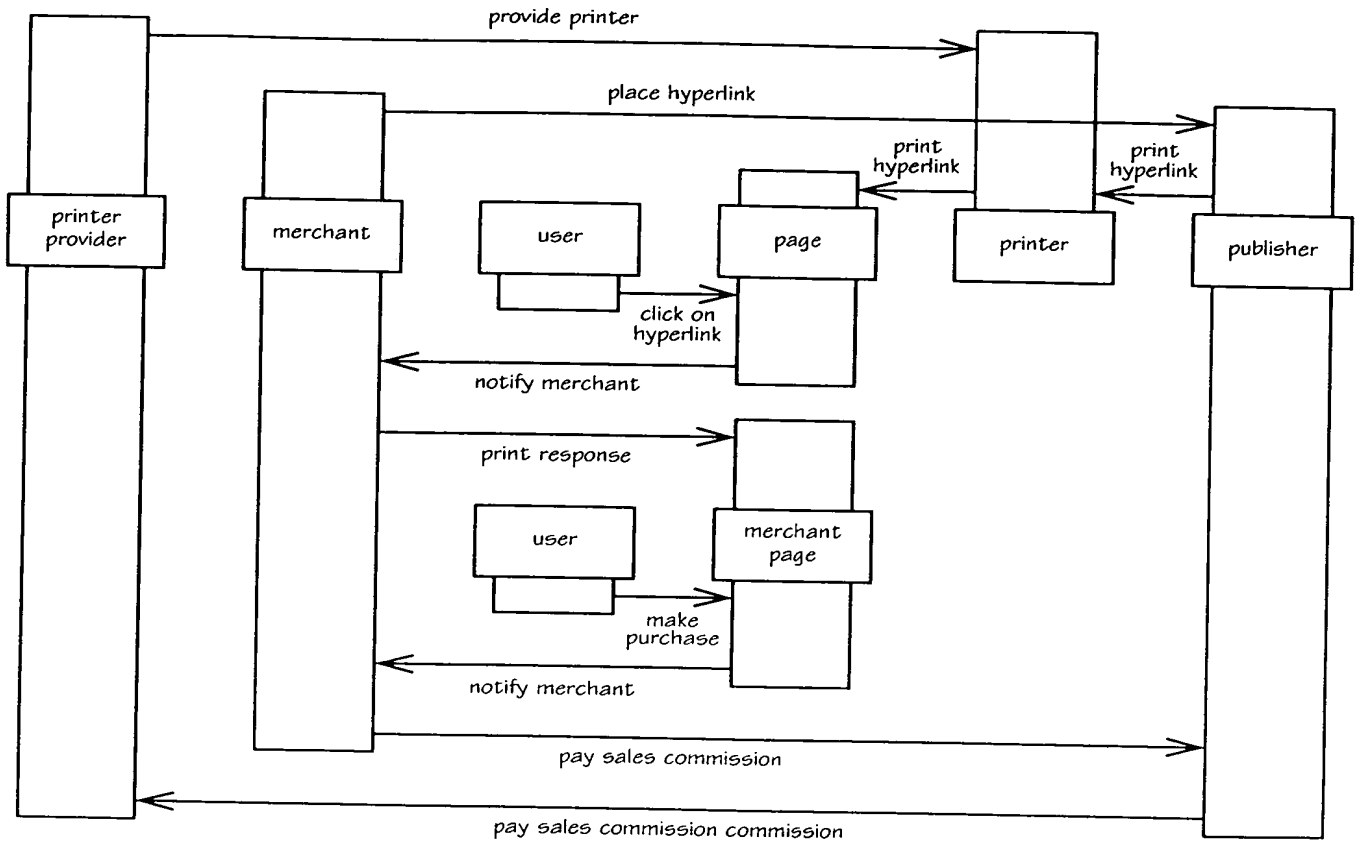 provide printer
place hyperlink
print
hyperlink
print
hyperlink
printer
provider
merchant
user
page
printer
publisher
click on
hyperlink
notify merchant
print response
user
merchant
page
make
purchase
notify merchant
pay sales commission
pay sales commission commission